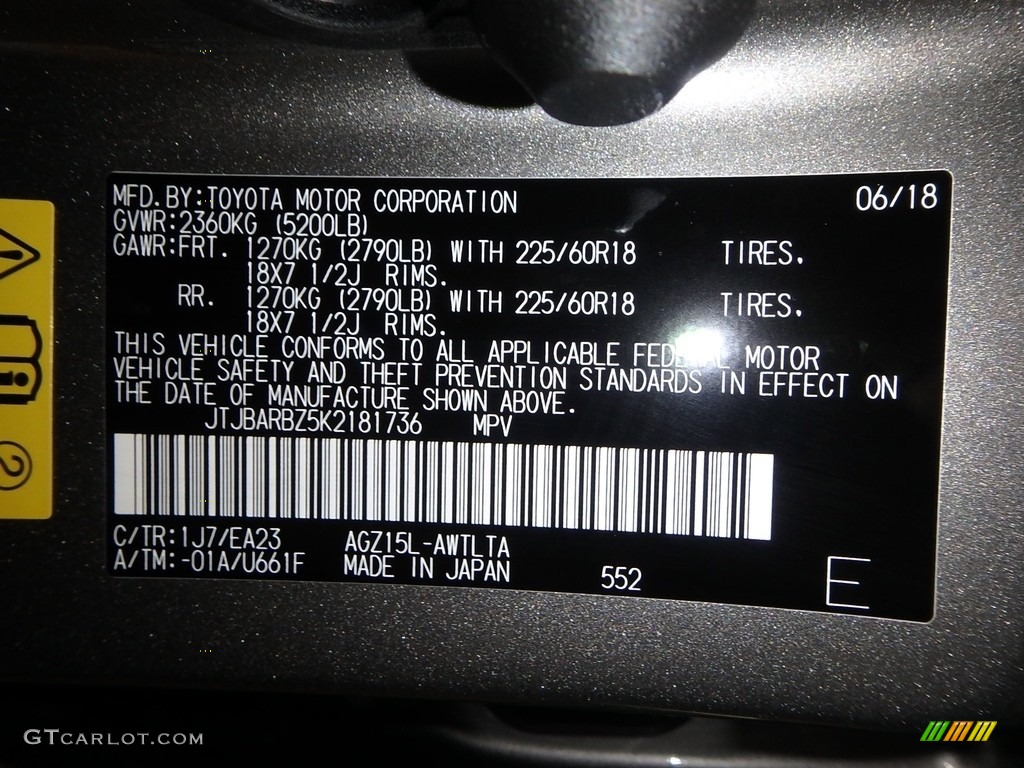 MFD. BY: TOYOTA MOTOR CORPORATION 06/18
GVWR: 2360KG (5200LB)
GAWR: FRT. 1270KG (2790LB) WITH 225/60R18 TIRES.
18X7 1/2J RIMS.
RR. 1270KG (2790LB) WITH 225/60R18 TIRES.
18X7 1/2J RIMS.
THIS VEHICLE CONFORMS TO ALL APPLICABLE FEDERAL MOTOR
VEHICLE SAFETY AND THEFT PREVENTION STANDARDS IN EFFECT ON
THE DATE OF MANUFACTURE SHOWN ABOVE.
JTJBARBZ5K2181736 MPV
C/TR: 1J7/EA23 AGZ15L-AWTLTA
A/TM: -01A/U661F MADE IN JAPAN 552 E
2
GTCARLOT.COM